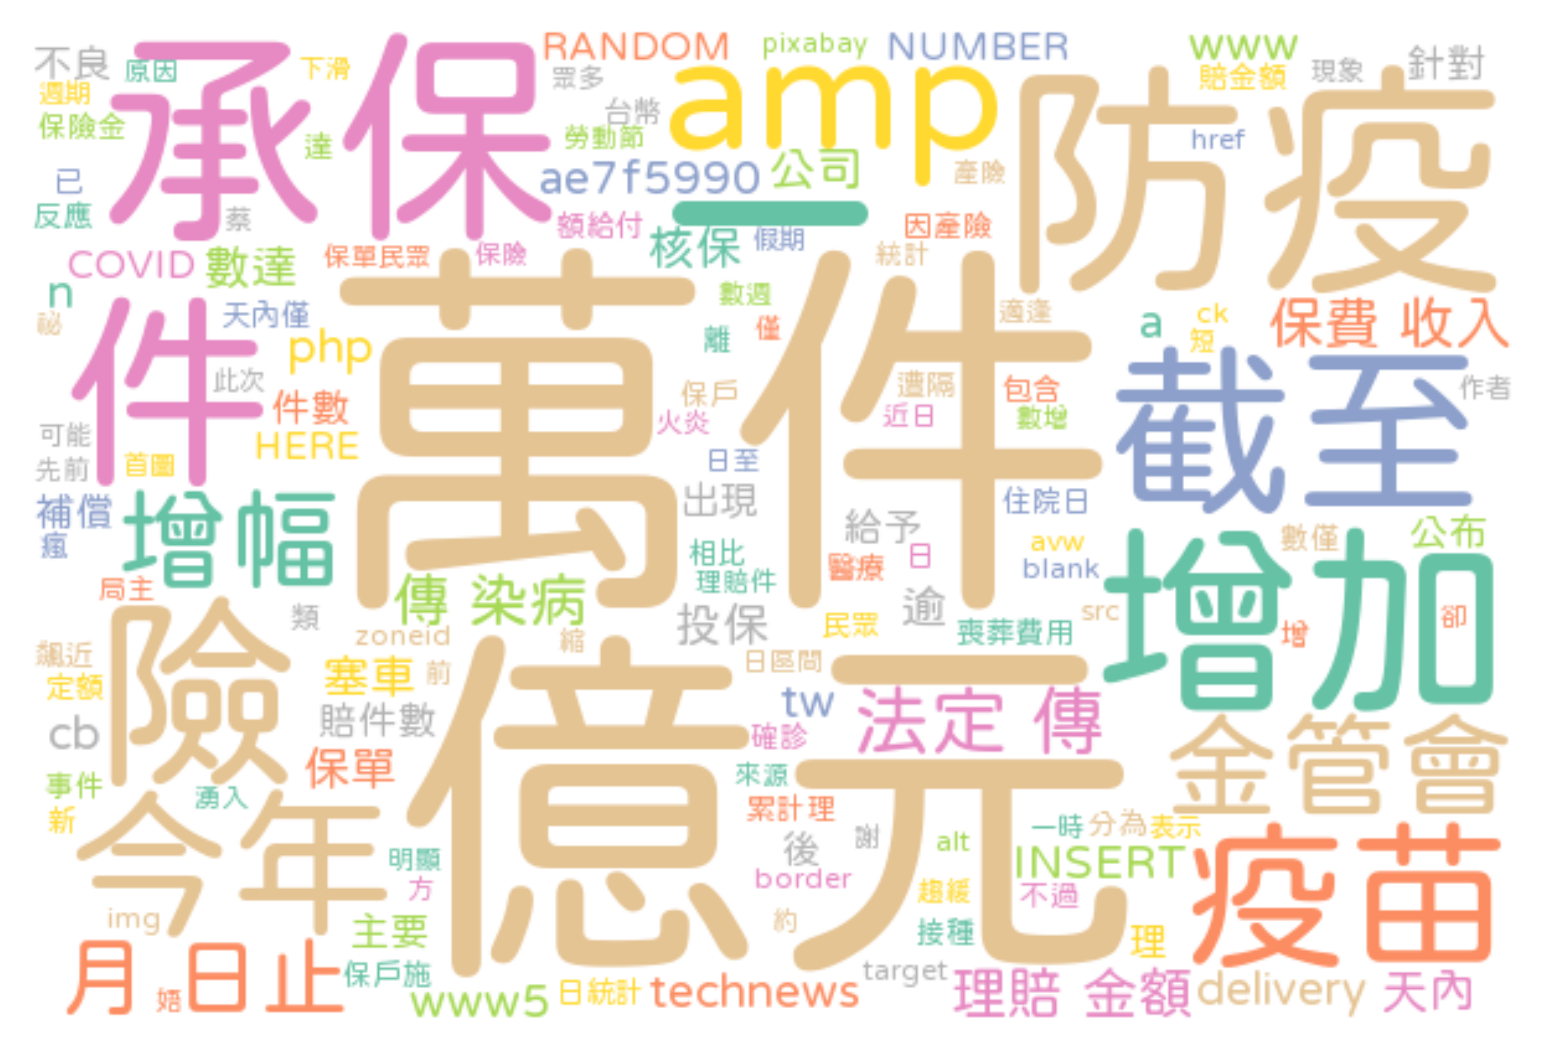 不良
原因
下滑
RANDOM
pixabay
NUMBER
www
針對
週期
眾多
賠金額
現象
承保
amp
防疫
保險金
達
台幣
勞動節
href
已
ae7f5990
公司
產險
反應
蔡
一
額給付
因產險
COVID
數達
保單民眾
保險
核保
假期
統計
n
祕
天內僅
數週
適逢
a
ck
保費 收入
件
php
萬件
離
僅
短
此次
件數
保戶
遭隔
包含
截至
作者
火炎
近日
數增
可能
HERE
先前
首圖
日至
補償
增幅
出現
住院日
瘋
給予
公布
相比
醫療
日
avw
數僅
增加
局主
理賠件
blank
傳 染病
類
投保
民眾
逾
喪葬費用
src
增
卻
險
zoneid
縮
飆近
塞車
前
日區間
定額
賠件數
億元
tw
法定 傳
cb
確診
金管會
保單
來源
事件
湧入
累計理
新
今年
後
謝
一時
分為
表示
明顯
alt
INSERT
疫苗
方
border
趨緩
不過
img
約
主要
接種
理
月
日止
保戶施
target
婚
www5
日統計
technews
理賠 金額
delivery
天內